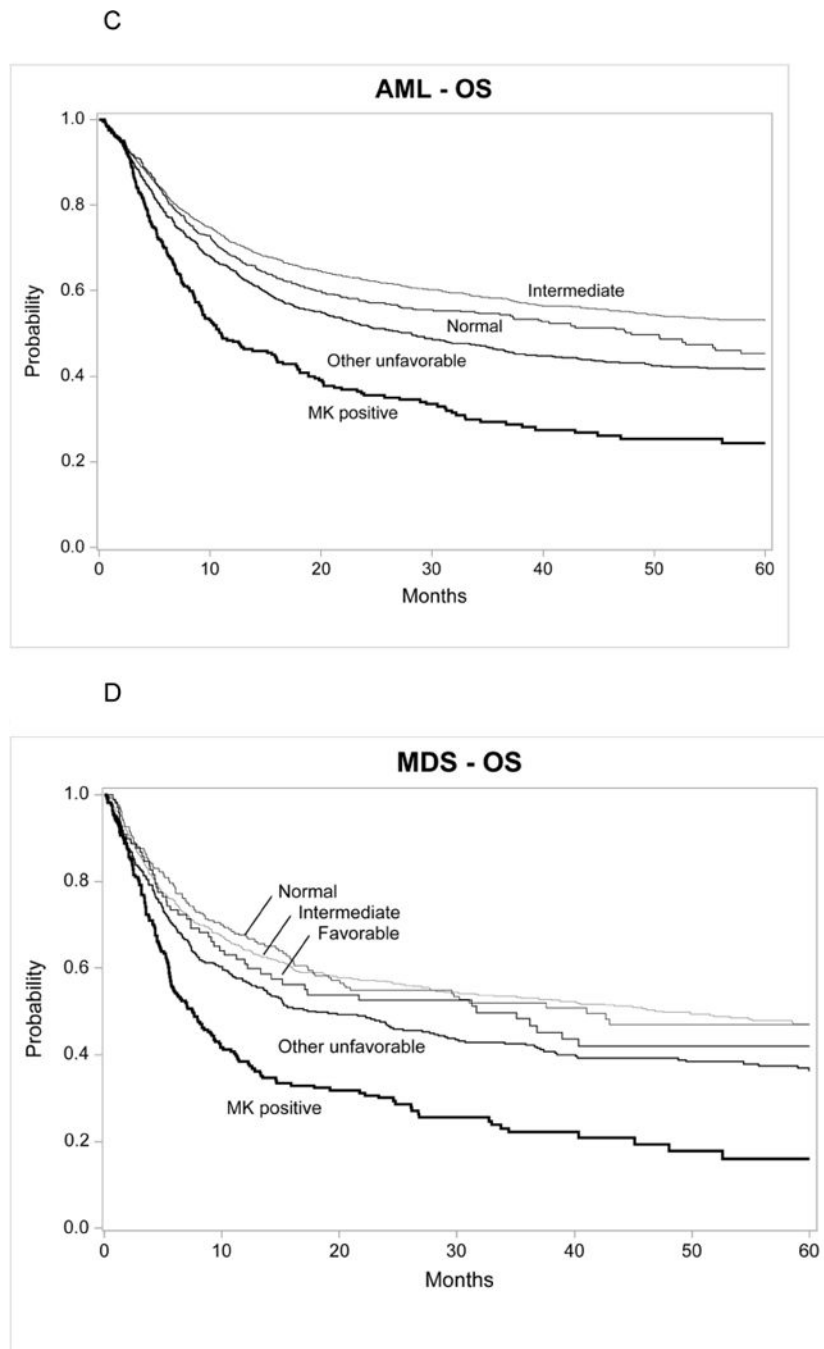 C
AML - OS
1.0
0.8
0.6
0.4
0.2
0.0
Probability
Intermediate
Normal
Other unfavorable
MK positive
0 10 20 30 40 50 60
Months
D
MDS - OS
1.0
0.8
0.6
0.4
0.2
0.0
Probability
Normal
Intermediate
Favorable
Other unfavorable
MK positive
0 10 20 30 40 50 60
Months